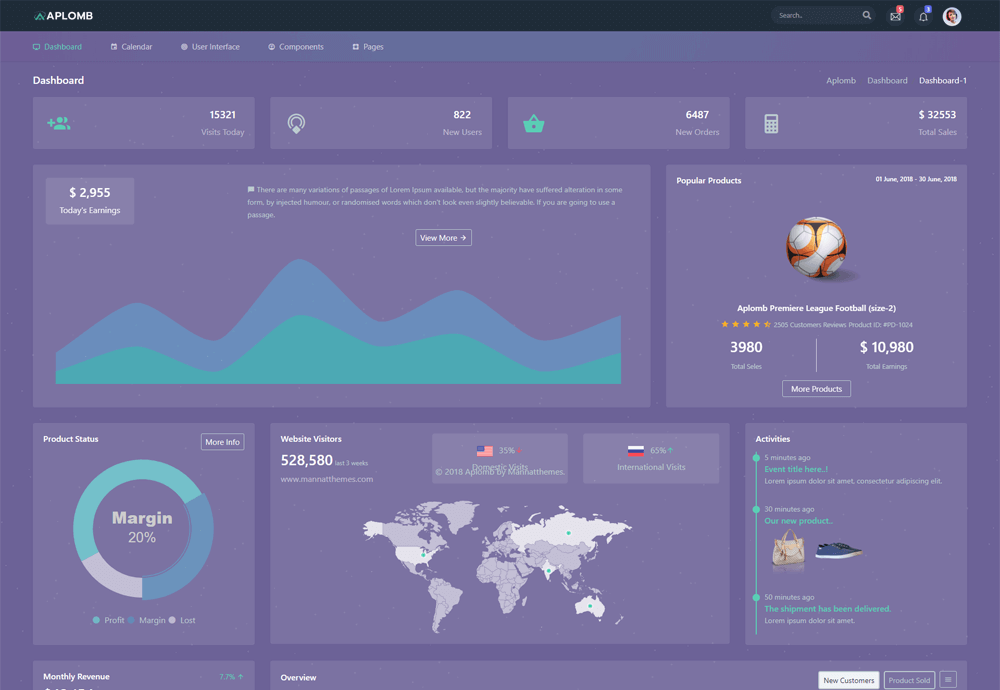 APLOMB
Search..
5
3
Dashboard
Calendar
User Interface
Components
Pages
Dashboard
Aplomb Dashboard Dashboard-1
15321
Visits Today
822
New Users
6487
New Orders
$ 32553
Total Sales
$ 2,955
Today's Earnings
There are many variations of passages of Lorem Ipsum available, but the majority have suffered alteration in some
form, by injected humour, or randomised words which don't look even slightly believable. If you are going to use a
passage.
View More →
Popular Products
01 June, 2018 - 30 June, 2018
Aplomb Premiere League Football (size-2)
2505 Customers Reviews Product ID: #PD-1024
3980
Total Seles
$ 10,980
Total Earnings
More Products
Product Status
More Info
Margin
20%
Profit Margin Lost
Website Visitors
528,580 last 3 weeks
www.mannatthemes.com
35%
Domestic Visits
© 2018 Aplomb by Mannatthemes.
65% ↑
International Visits
Activities
5 minutes ago
Event title here..!
Lorem ipsum dolor sit amet, consectetur adipiscing elit.
30 minutes ago
Our new product..
50 minutes ago
The shipment has been delivered.
Lorem ipsum dolor sit amet.
Monthly Revenue
7.7% ↑
Overview
New Customers
Product Sold